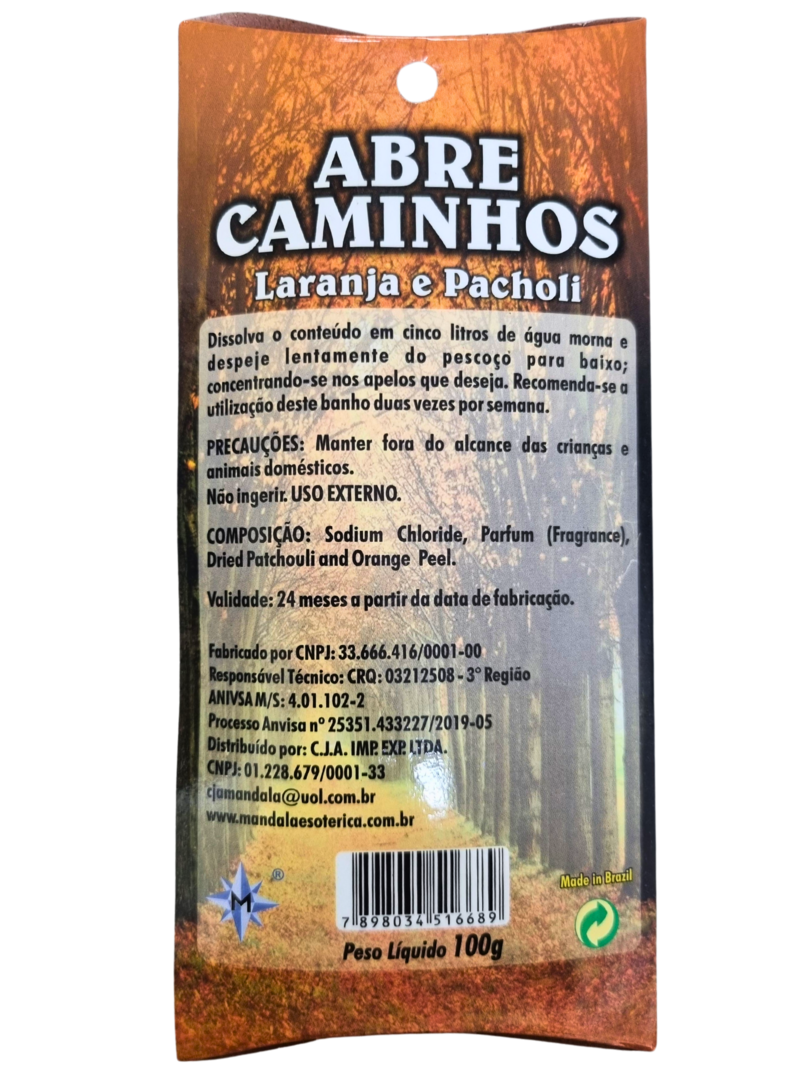 ABRE
CAMINHOS
Laranja e Pacholi
Dissolva o conteúdo em cinco litros de água morna e
despeje lentamente do pescoço para baixo;
concentrando-se nos apelos que deseja. Recomenda-se a
utilização deste banho duas vezes por semana.
PRECAUÇÕES: Manter fora do alcance das crianças e
animais domésticos.
Não ingerir. USO EXTERNO.
COMPOSIÇÃO: Sodium Chloride, Parfum (Fragrance),
Dried Patchouli and Orange Peel.
Validade: 24 meses a partir da data de fabricação.
Fabricado por CNPJ: 33.666.416/0001-00
Responsável Técnico: CRQ: 03212508 - 3° Região
ANIVSA M/S: 4.01.102-2
Processo Anvisa nº 25351.433227/2019-05
Distribuído por: C.J.A. IMP. EXP. LTDA.
CNPJ: 01.228.679/0001-33
cjamandala@uol.com.br
www.mandalaesoterica.com.br
M ®
7 898034 516689
Made in Brazil
Peso Líquido 100g